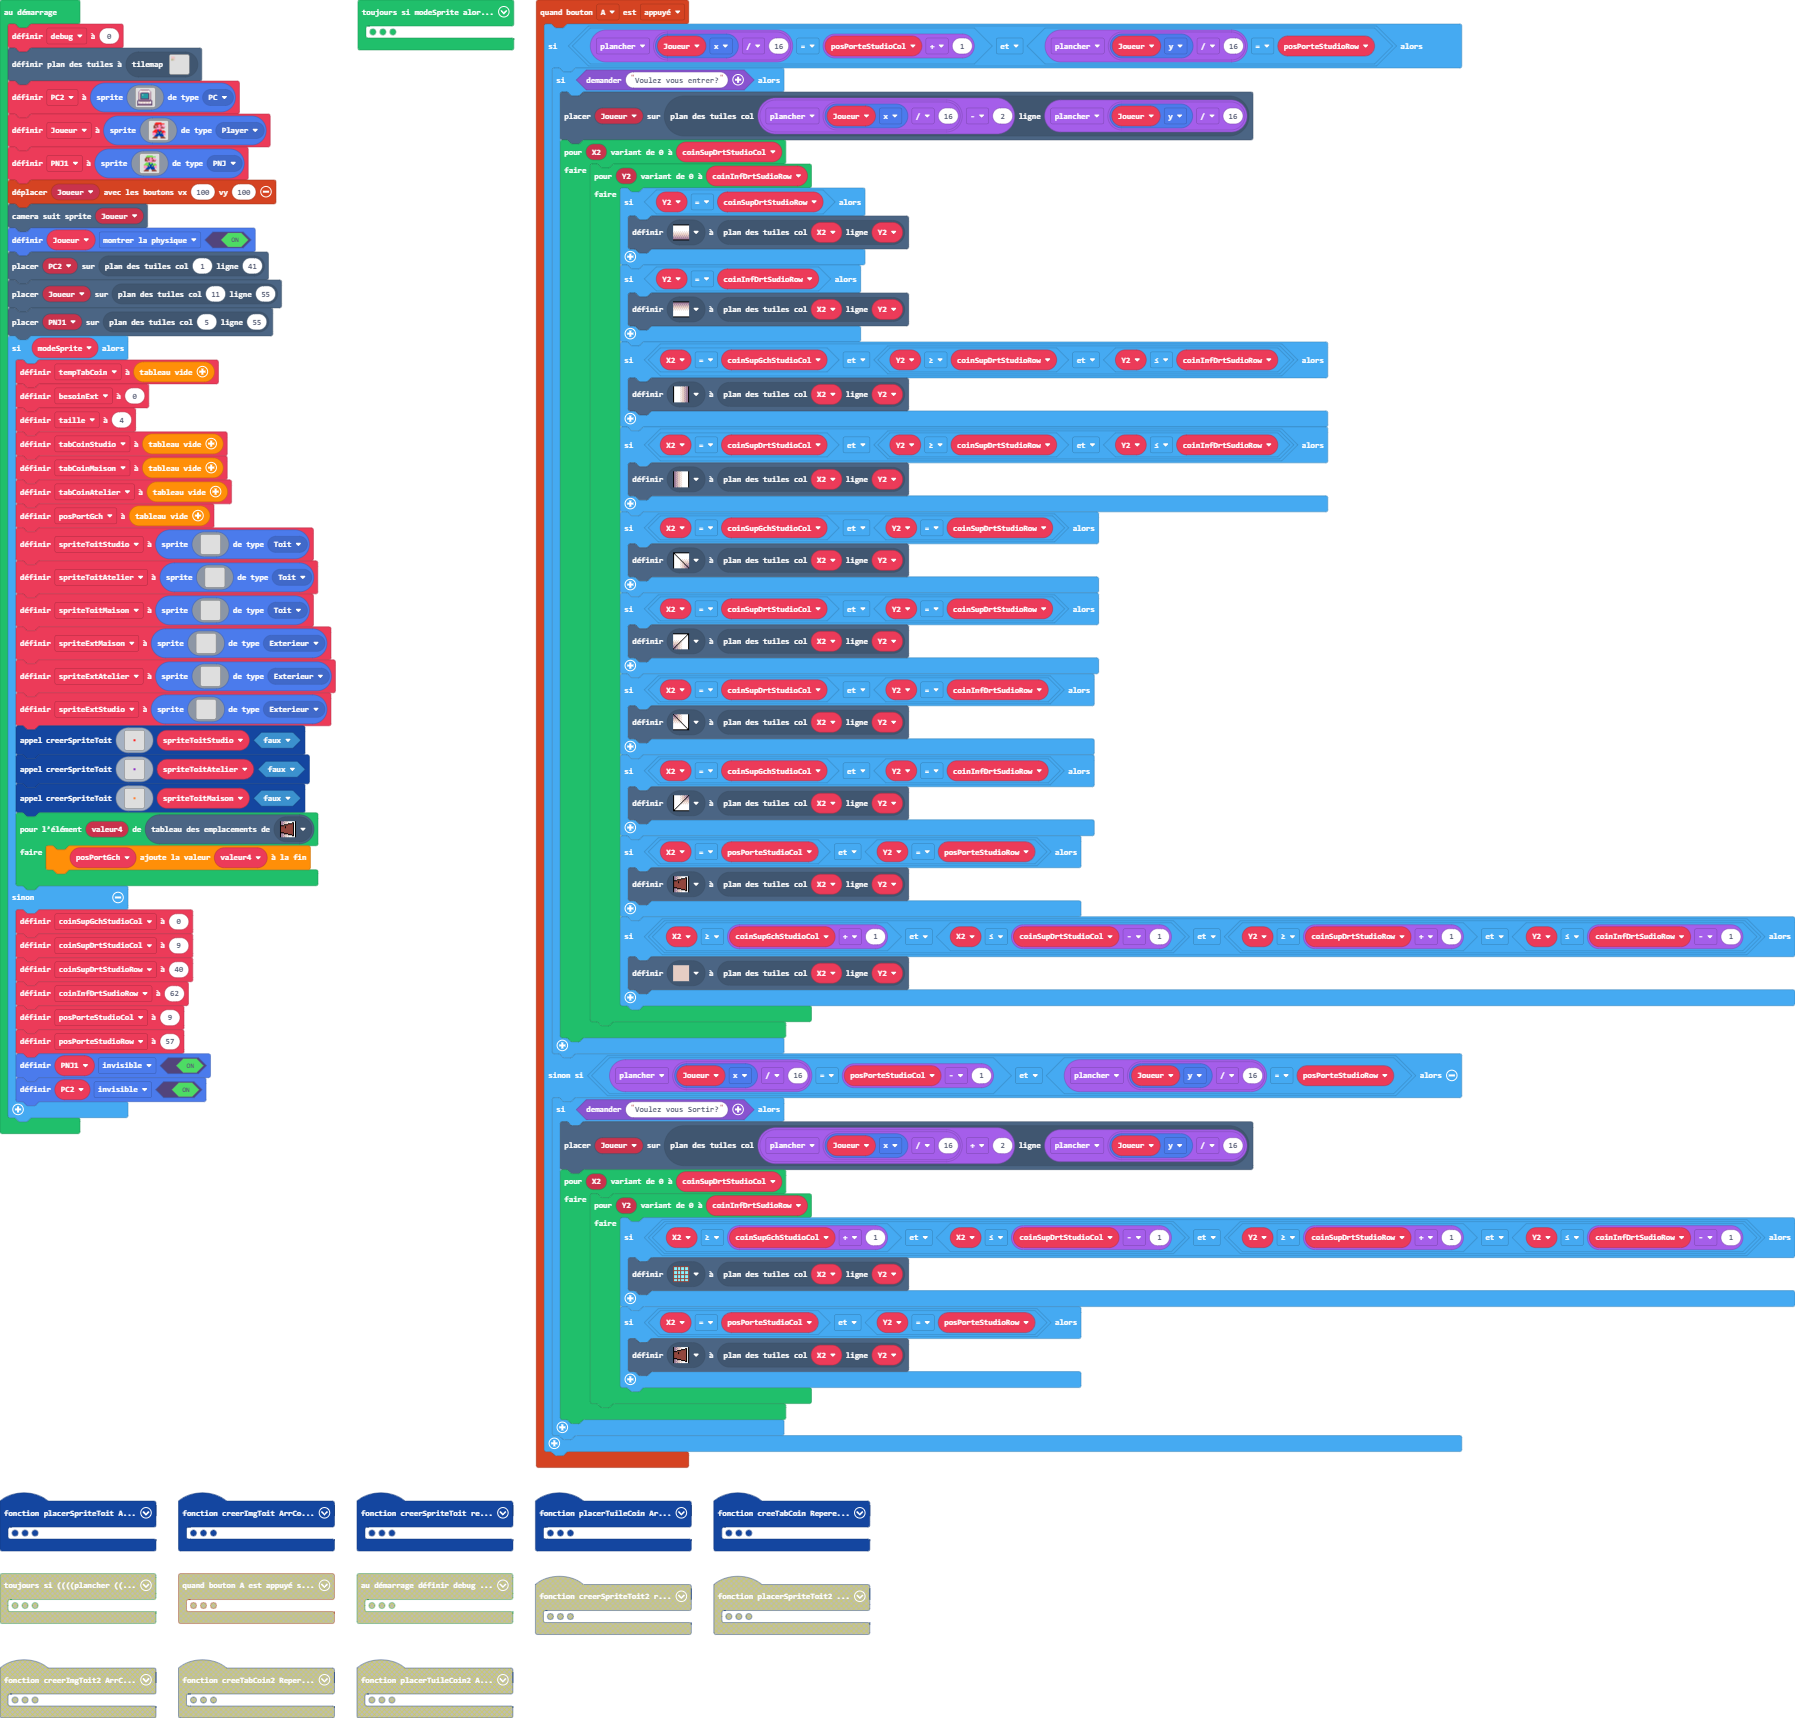 au démarrage
définir debug à 0
définir plan des tuiles à tilemap
définir PC2 à sprite de type PC
définir Joueur à sprite de type Player
définir PNJ1 à sprite de type PNJ
déplacer Joueur avec les boutons vx 100 vy 100
camera suit sprite Joueur
définir Joueur montrer la physique ON
placer PC2 sur plan des tuiles col 1 ligne 41
placer Joueur sur plan des tuiles col 11 ligne 55
placer PNJ1 sur plan des tuiles col 5 ligne 55
si modeSprite alors
définir tempTabCoin à tableau vide
définir besoinExt à 0
définir taille à 4
définir tabCoinStudio à tableau vide
définir tabCoinMaison à tableau vide
définir tabCoinAtelier à tableau vide
définir posPortGch à tableau vide
définir spriteToitStudio à sprite de type Toit
définir spriteToitAtelier à sprite de type Toit
définir spriteToitMaison à sprite de type Toit
définir spriteExtMaison à sprite de type Exterieur
définir spriteExtAtelier à sprite de type Exterieur
définir spriteExtStudio à sprite de type Exterieur
appel creerSpriteToit spriteToitStudio faux
appel creerSpriteToit spriteToitAtelier faux
appel creerSpriteToit spriteToitMaison faux
pour l'élément valeur4 de tableau des emplacements de
faire posPortGch ajoute la valeur valeur4 à la fin
sinon
définir coinSupGchStudioCol à 0
définir coinSupDrtStudioCol à 9
définir coinSupDrtStudioRow à 40
définir coinInfDrtSudioRow à 62
définir posPorteStudioCol à 9
définir posPorteStudioRow à 57
définir PNJ1 invisible ON
définir PC2 invisible ON
toujours si modeSprite alor...
quand bouton A est appuyé
si plancher Joueur x / 16 = posPorteStudioCol + 1 et plancher Joueur y / 16 = posPorteStudioRow alors
si demander "Voulez vous entrer?" alors
placer Joueur sur plan des tuiles col plancher Joueur x / 16 - 2 ligne plancher Joueur y / 16
pour X2 variant de 0 à coinSupDrtStudioCol
faire pour Y2 variant de 0 à coinInfDrtSudioRow
faire si Y2 = coinSupDrtStudioRow alors
définir à plan des tuiles col X2 ligne Y2
si Y2 = coinInfDrtSudioRow alors
définir à plan des tuiles col X2 ligne Y2
si X2 = coinSupGchStudioCol et Y2 ≥ coinSupDrtStudioRow et Y2 ≤ coinInfDrtSudioRow alors
définir à plan des tuiles col X2 ligne Y2
si X2 = coinSupDrtStudioCol et Y2 ≥ coinSupDrtStudioRow et Y2 ≤ coinInfDrtSudioRow alors
définir à plan des tuiles col X2 ligne Y2
si X2 = coinSupGchStudioCol et Y2 = coinSupDrtStudioRow alors
définir à plan des tuiles col X2 ligne Y2
si X2 = coinSupDrtStudioCol et Y2 = coinSupDrtStudioRow alors
définir à plan des tuiles col X2 ligne Y2
si X2 = coinSupDrtStudioCol et Y2 = coinInfDrtSudioRow alors
définir à plan des tuiles col X2 ligne Y2
si X2 = coinSupGchStudioCol et Y2 = coinInfDrtSudioRow alors
définir à plan des tuiles col X2 ligne Y2
si X2 = posPorteStudioCol et Y2 = posPorteStudioRow alors
définir à plan des tuiles col X2 ligne Y2
si X2 ≥ coinSupGchStudioCol + 1 et X2 ≤ coinSupDrtStudioCol - 1 et Y2 ≥ coinSupDrtStudioRow + 1 et Y2 ≤ coinInfDrtSudioRow - 1 alors
définir à plan des tuiles col X2 ligne Y2
sinon si plancher Joueur x / 16 = posPorteStudioCol - 1 et plancher Joueur y / 16 = posPorteStudioRow alors
si demander "Voulez vous Sortir?" alors
placer Joueur sur plan des tuiles col plancher Joueur x / 16 + 2 ligne plancher Joueur y / 16
pour X2 variant de 0 à coinSupDrtStudioCol
faire pour Y2 variant de 0 à coinInfDrtSudioRow
faire si X2 ≥ coinSupGchStudioCol + 1 et X2 ≤ coinSupDrtStudioCol - 1 et Y2 ≥ coinSupDrtStudioRow + 1 et Y2 ≤ coinInfDrtSudioRow - 1 alors
définir à plan des tuiles col X2 ligne Y2
si X2 = posPorteStudioCol et Y2 = posPorteStudioRow alors
définir à plan des tuiles col X2 ligne Y2
fonction placerSpriteToit A...
fonction creerImgToit ArrCo...
fonction creerSpriteToit re...
fonction placerTuileCoin Ar...
fonction creeTabCoin Repere...
toujours si ((((plancher ((...
quand bouton A est appuyé s...
au démarrage définir debug ...
fonction creerSpriteToit2 r...
fonction placerSpriteToit2 ...
fonction creerImgToit2 ArrC...
fonction creeTabCoin2 Reper...
fonction placerTuileCoin2 A...